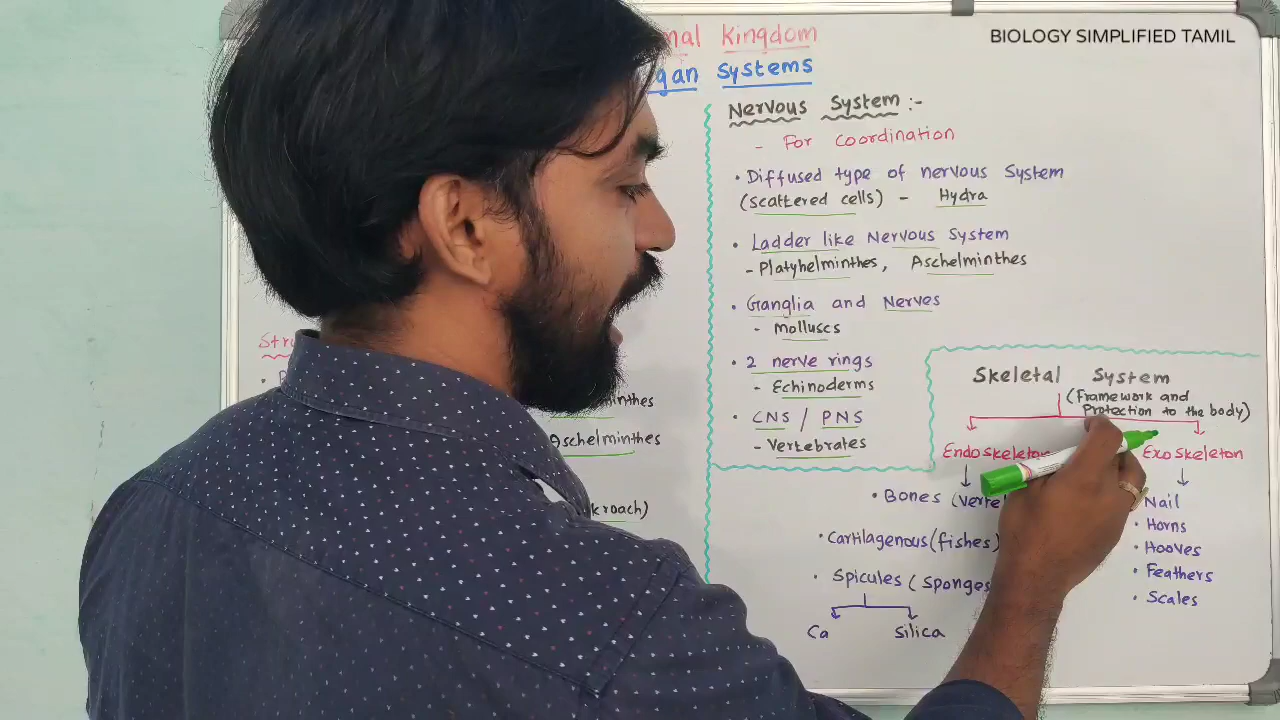 BIOLOGY SIMPLIFIED TAMIL
Kingdom
Systems
Nervous System :-
- For Coordination
• Diffused type of nervous System
(scattered cells) - Hydra
• Ladder like Nervous System
- Platyhelminthes, Aschelminthes
• Ganglia and Nerves
- Molluscs
• 2 nerve rings
- Echinoderms
• CNS / PNS
- Vertebrates
Aschelminthes
Skeletal System
(Framework and
Protection to the body)
Endoskeleton
• Bones
• Cartilagenous (fishes)
• Spicules (Sponges
Ca Silica
Exoskeleton
Nail
• Horns
• Hooves
• Feathers
• Scales